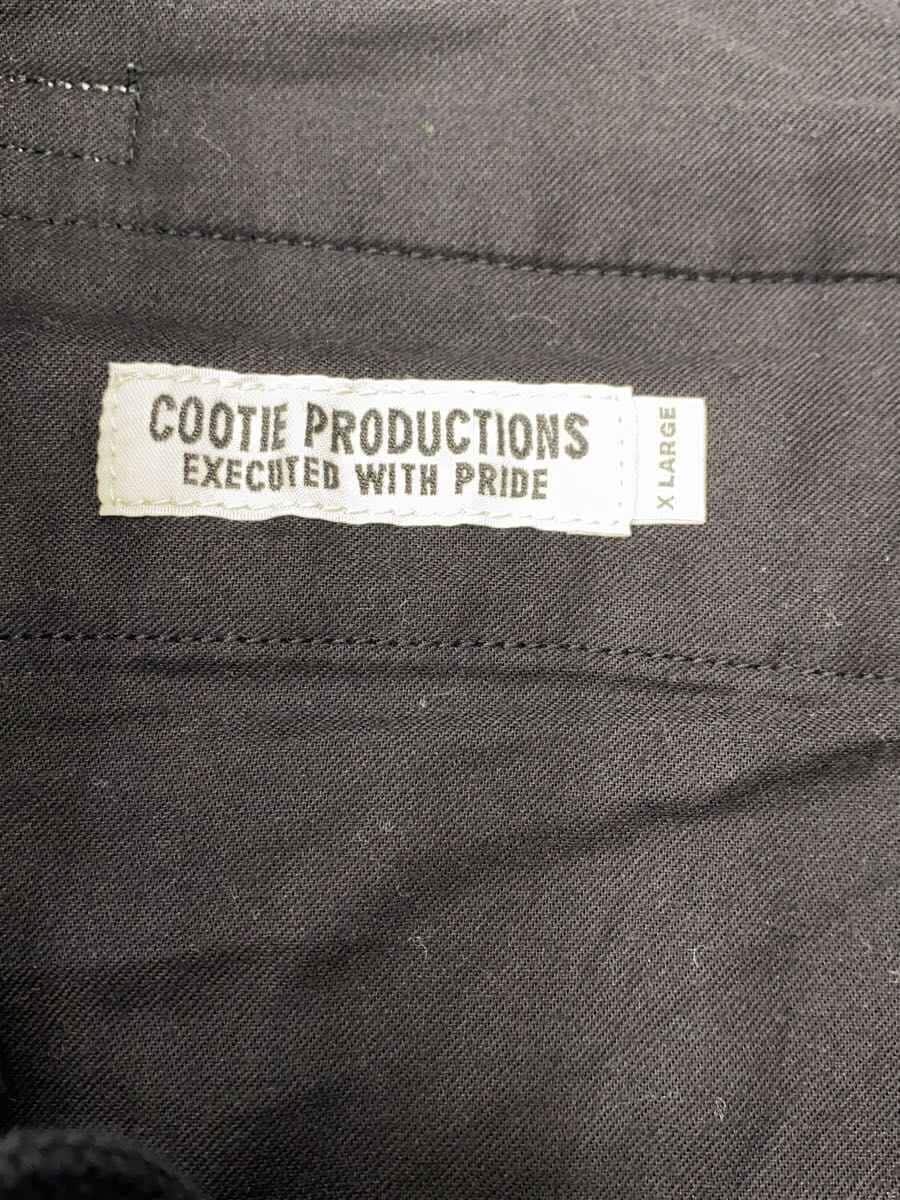 COOTIE PRODUCTIONS
EXECUTED WITH PRIDE
X LARGE